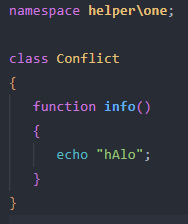 namespace helper\one;
class Conflict
{
function info()
{
echo "hAlo";
}
}